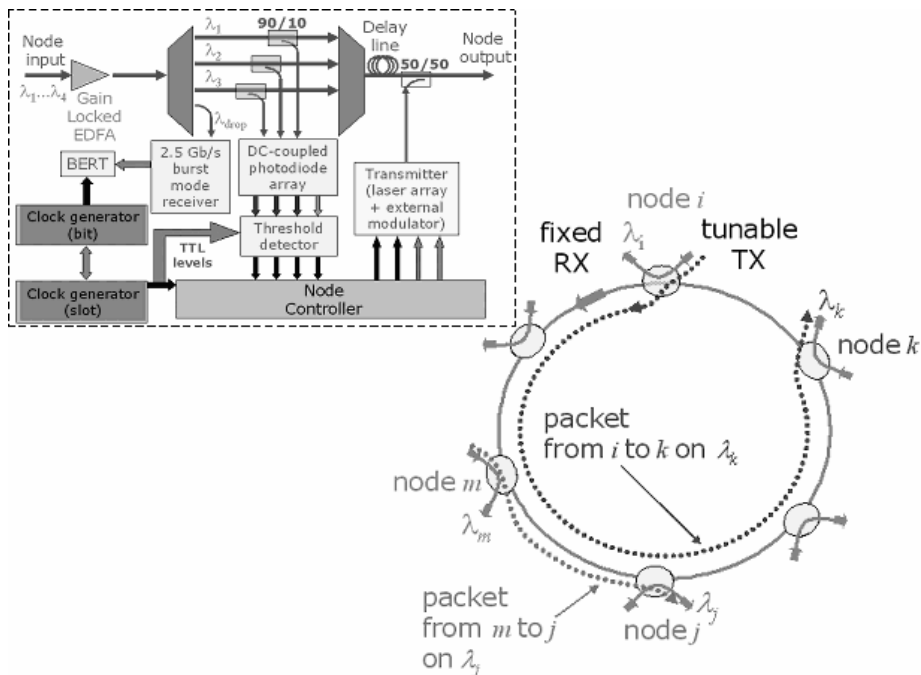 Node
input
λ1...λ4
Gain
Locked
EDFA
λ1
λ2
λ3
λdrop
90/10
Delay
line
50/50
Node
output
BERT
2.5 Gb/s
burst
mode
receiver
DC-coupled
photodiode
array
Transmitter
(laser array
+ external
modulator)
Clock generator
(bit)
TTL
levels
Threshold
detector
Clock generator
(slot)
Node
Controller
node i
λi
fixed
RX
tunable
TX
λk
node k
packet
from i to k on λk
node m
λm
λj
node j
packet
from m to j
on λj